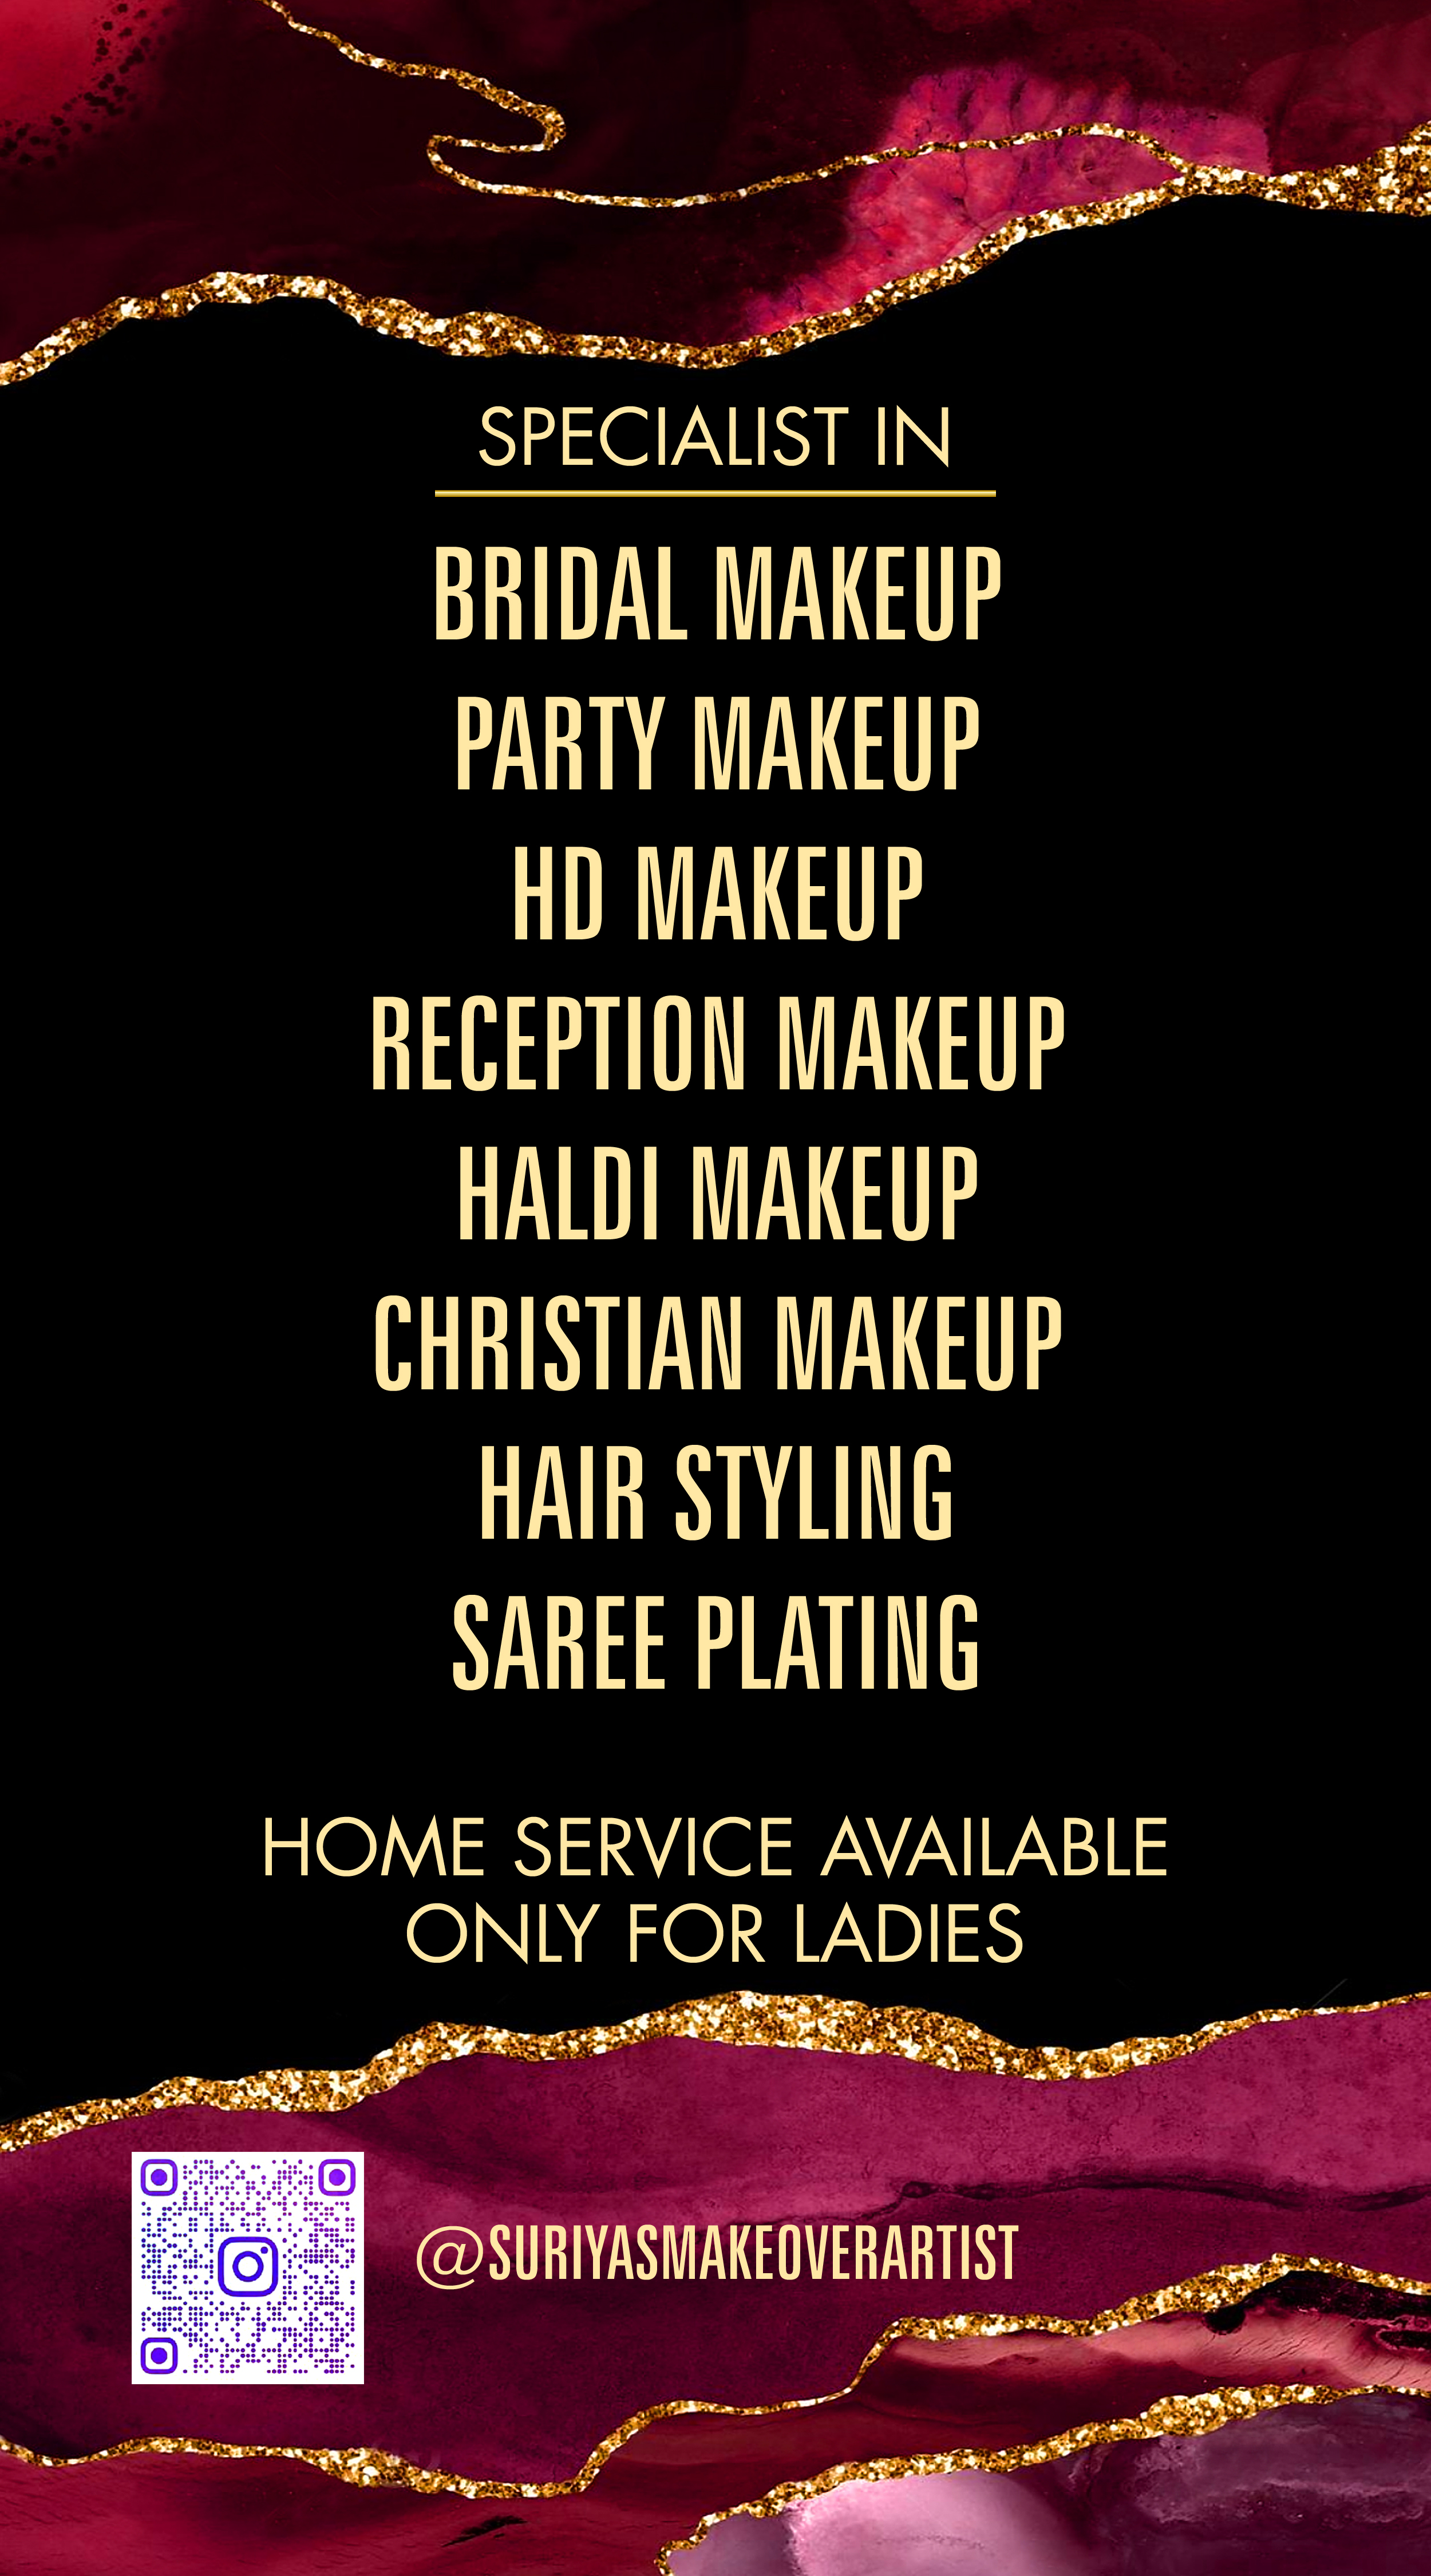 SPECIALIST IN
BRIDAL MAKEUP
PARTY MAKEUP
HD MAKEUP
RECEPTION MAKEUP
HALDI MAKEUP
CHRISTIAN MAKEUP
HAIR STYLING
SAREE PLATING
HOME SERVICE AVAILABLE
ONLY FOR LADIES
@SURIYASMAKEOVERARTIST